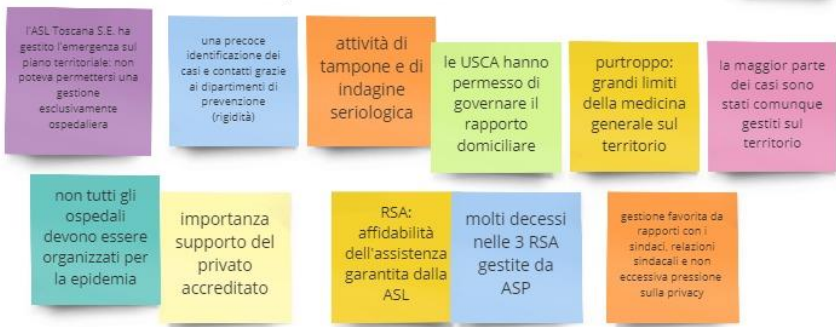 l'ASL Toscana S.E. ha
gestito l'emergenza sul
piano territoriale: non
poteva permettersi una
gestione
esclusivamente
ospedaliera
una precoce
identificazione dei
casi e contatti grazie
ai dipartimenti di
prevenzione
(rigidità)
attività di
tampone e di
indagine
seriologica
le USCA hanno
permesso di
governare il
rapporto
domiciliare
purtroppo:
grandi limiti
della medicina
generale sul
territorio
la maggior parte
dei casi sono
stati comunque
gestiti sul
territorio
non tutti gli
ospedali
devono essere
organizzati per
la epidemia
importanza
supporto del
privato
accreditato
RSA:
affidabilità
dell'assistenza
garantita dalla
ASL
molti decessi
nelle 3 RSA
gestite da
ASP
gestione favorita da
rapporti con i
sindaci, relazioni
sindacali e non
eccessiva pressione
sulla privacy